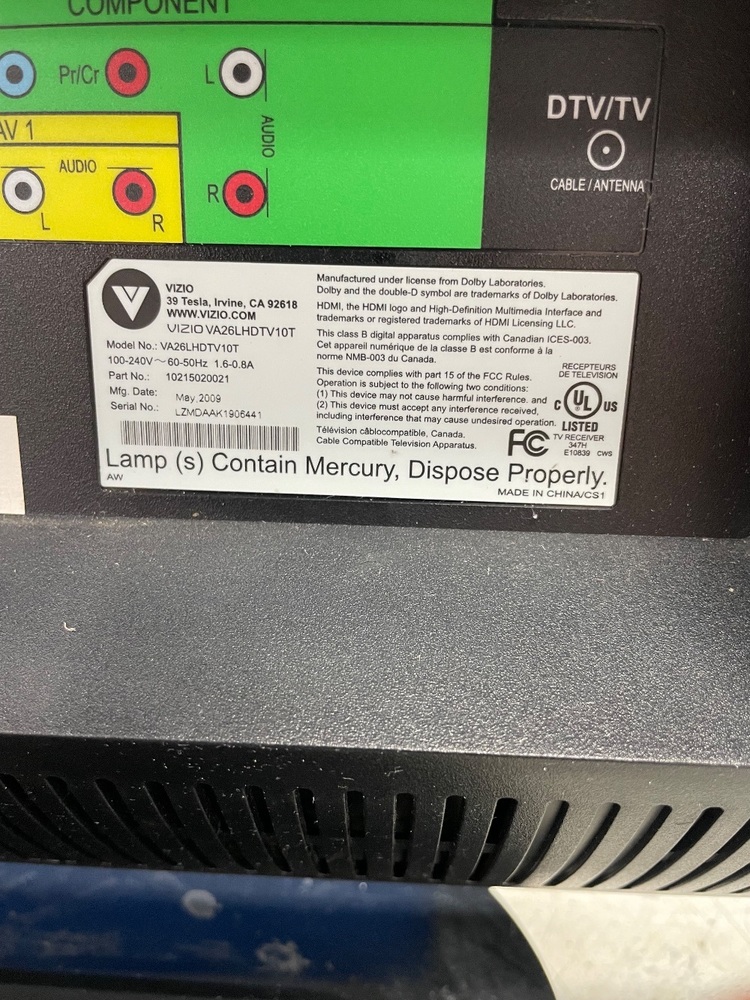 COMPONENT
Pr/Cr
L
AUDIO
R
AV 1
AUDIO
L
R
DTV/TV
CABLE / ANTENNA
VIZIO
39 Tesla, Irvine, CA 92618
WWW.VIZIO.COM
VIZIO VA26LHDTV10T
Model No.: VA26LHDTV10T
100-240V~60-50Hz 1.6-0.8A
Part No.: 10215020021
Mfg. Date: May,2009
Serial No.: LZMDAAK1906441
Manufactured under license from Dolby Laboratories.
Dolby and the double-D symbol are trademarks of Dolby Laboratories.
HDMI, the HDMI logo and High-Definition Multimedia Interface and
trademarks or registered trademarks of HDMI Licensing LLC.
This class B digital apparatus complies with Canadian ICES-003.
Cet appareil numérique de la classe B est conforme à la
norme NMB-003 du Canada.
This device complies with part 15 of the FCC Rules.
Operation is subject to the following two conditions:
(1) This device may not cause harmful interference. and
(2) This device must accept any interference received,
including interference that may cause undesired operation.
Télévision câblocompatible, Canada.
Cable Compatible Television Apparatus.
RECEPTEURS
DE TELEVISION
C UL US
LISTED
TV RECEIVER
347H
E10839 CWS
FC
Lamp (s) Contain Mercury, Dispose Properly.
AW
MADE IN CHINA/CS1